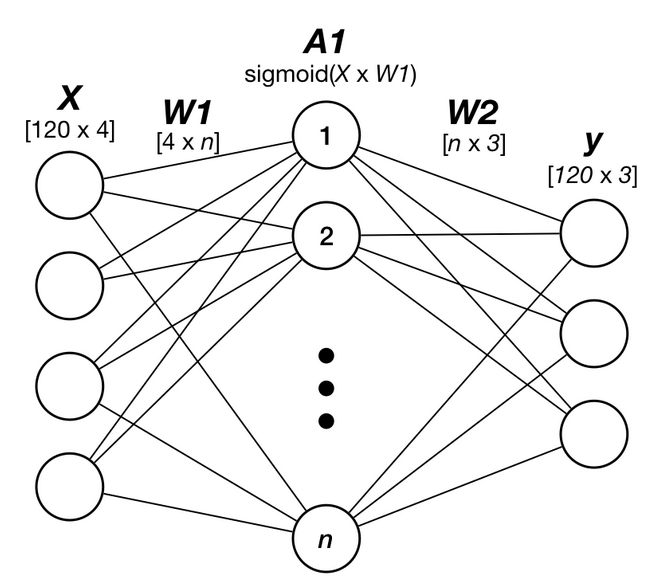 A1
sigmoid(X x W1)
X
[120 x 4]
W1
[4 x n]
W2
[n x 3]
y
[120 x 3]
1
2
n